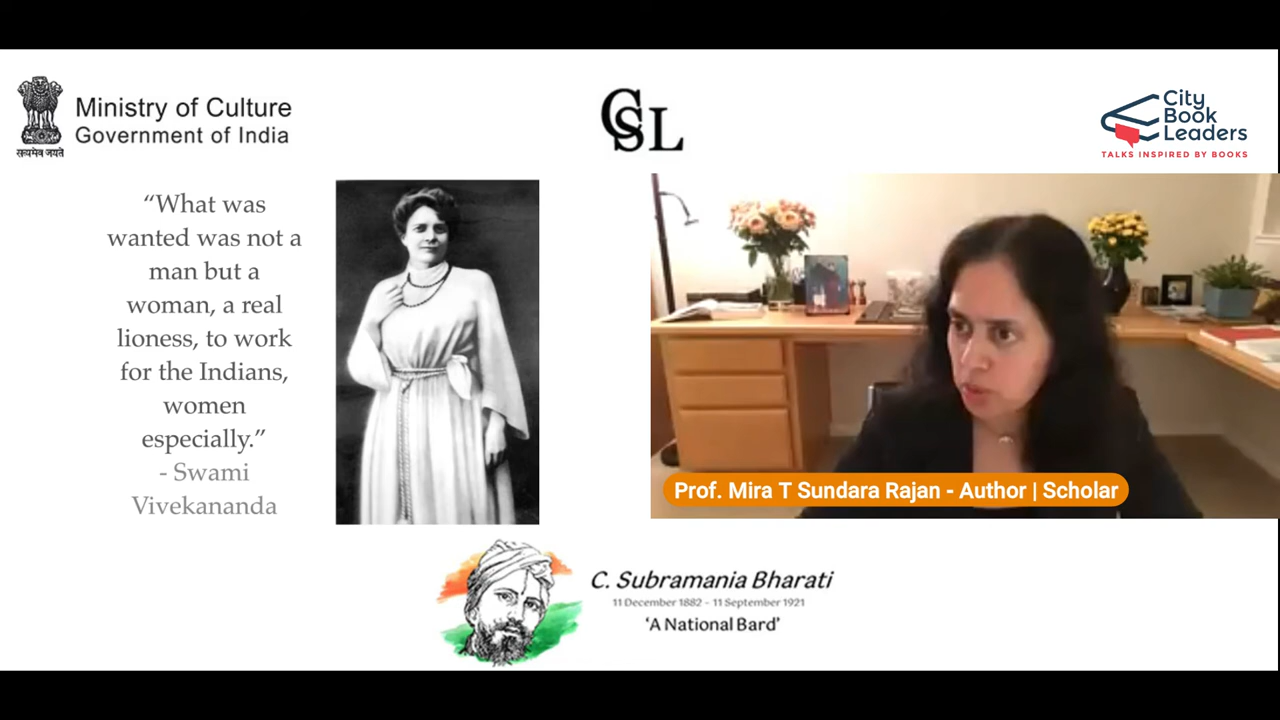 Ministry of Culture
Government of India
सत्यमेव जयते
CSL
City
Book
Leaders
TALKS INSPIRED BY BOOKS
“What was
wanted was not a
man but a
woman, a real
lioness, to work
for the Indians,
women
especially.”
- Swami
Vivekananda
Prof. Mira T Sundara Rajan - Author | Scholar
C. Subramania Bharati
11 December 1882 – 11 September 1921
‘A National Bard’